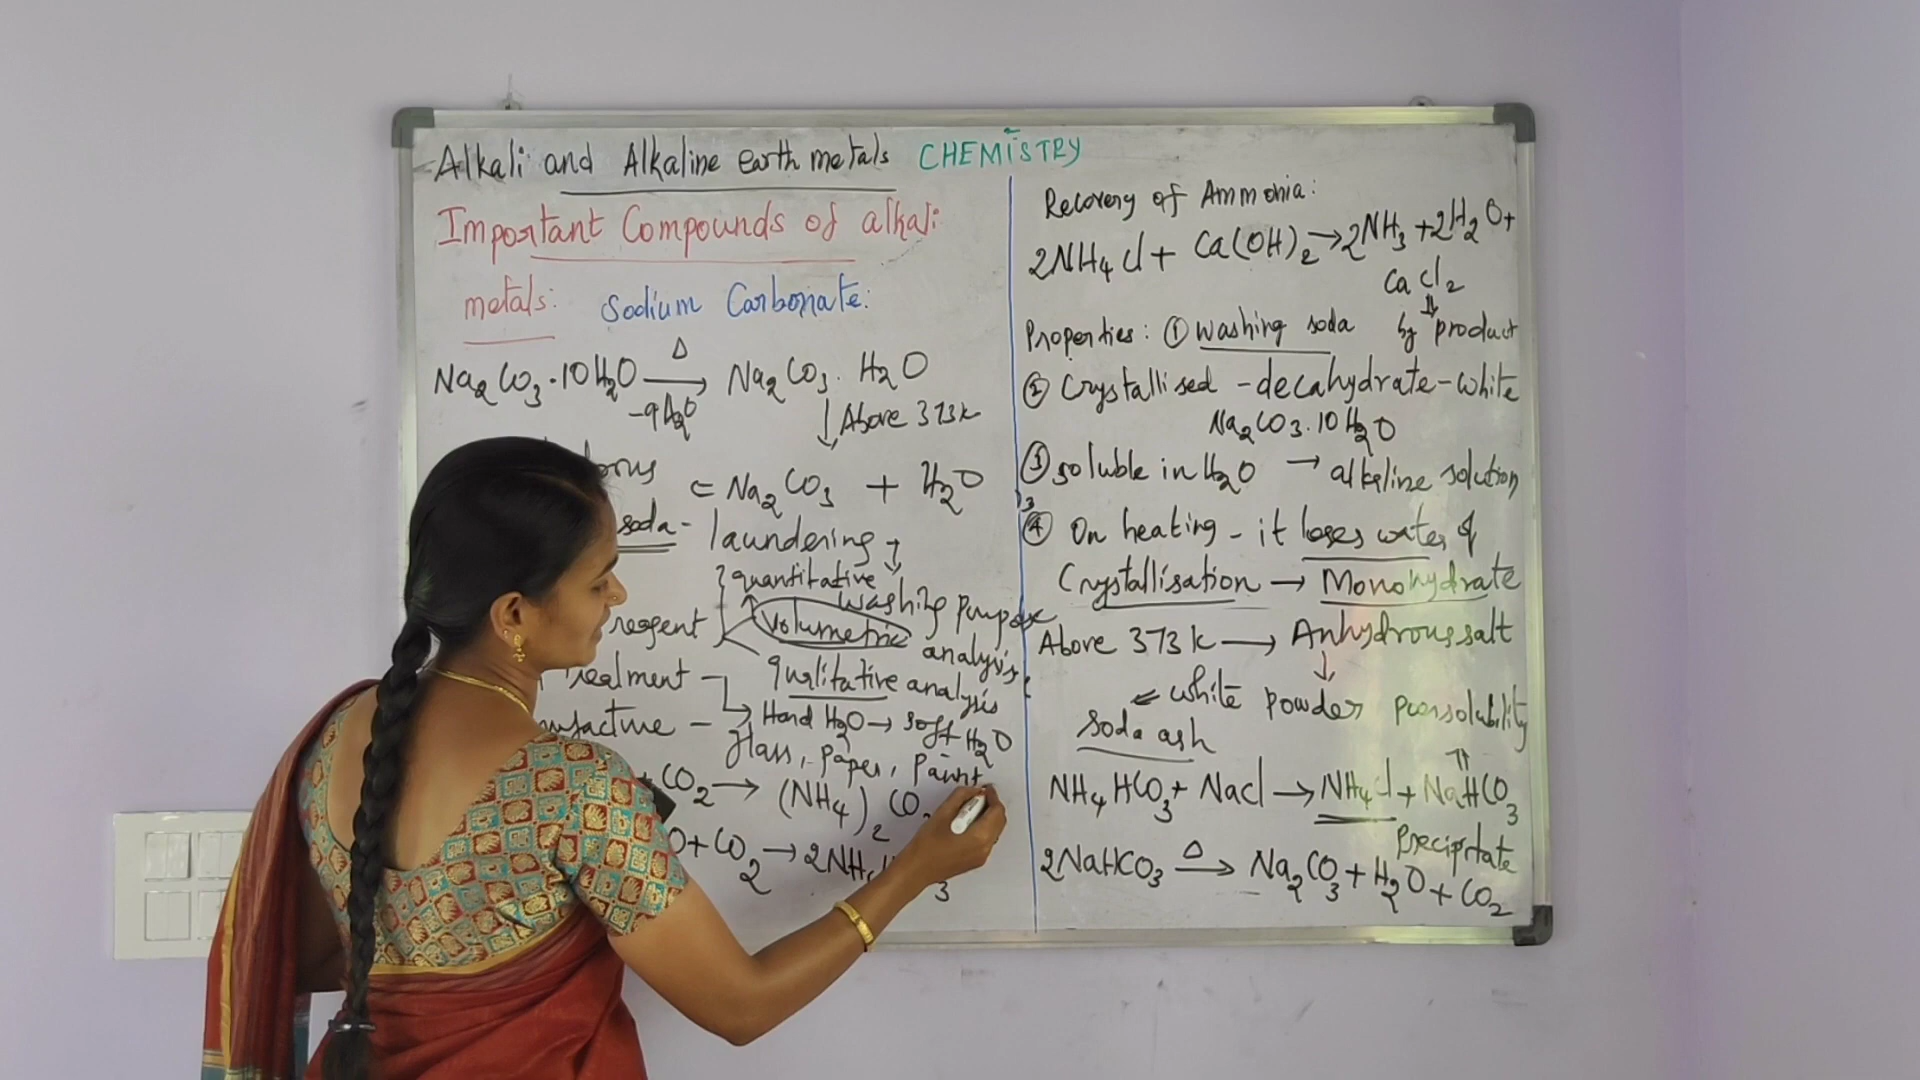 Alkali and Alkaline earth metals CHEMISTRY
Important Compounds of alkali
metals: Sodium Carbonate:
Na2CO3·10H2O —Δ→ Na2CO3·H2O
-9H2O
↓ Above 373K
= Na2CO3 + H2O
soda - laundering →
washing purpose
quantitative
reagent volumetric analysis
qualitative analysis
Hard H2O → soft H2O
glass, paper, paint
+ CO2 → (NH4)2 CO
O + CO2 → 2NH 3
Recovery of Ammonia:
2NH4Cl + Ca(OH)2 → 2NH3 + 2H2O +
CaCl2
↓
by product
Properties: ① washing soda
② Crystallised - decahydrate - white
Na2CO3.10H2O
③ soluble in H2O → alkaline solution
④ On heating - it loses water of
Crystallisation → Monohydrate
Above 373K → Anhydrous salt
↓
← white powder
soda ash
NH4HCO3 + NaCl → NH4Cl + NaHCO3
Precipitate
2NaHCO3 —Δ→ Na2CO3 + H2O + CO2